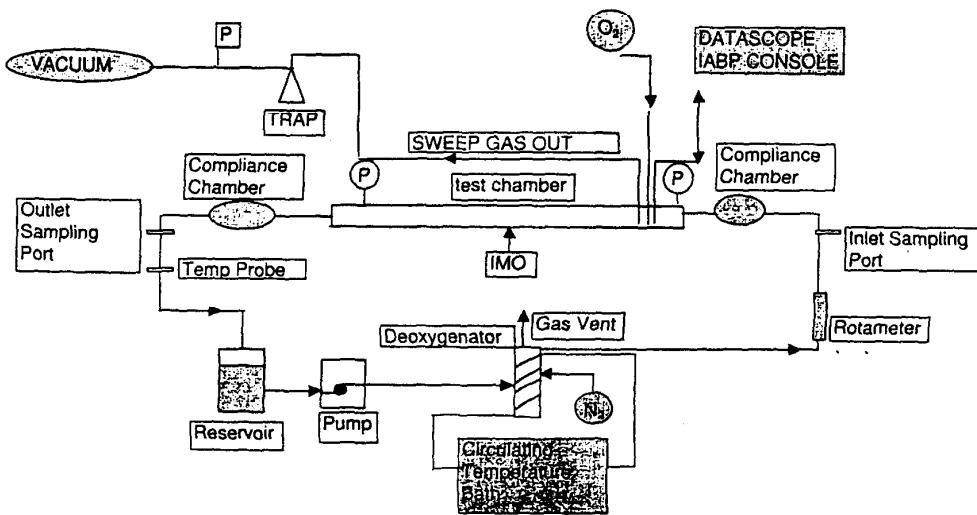 P
O₂
DATASCOPE
IABP CONSOLE
VACUUM
TRAP
SWEEP GAS OUT
Compliance
Chamber
Compliance
Chamber
P
test chamber
P
Outlet
Sampling
Port
Inlet Sampling
Port
Temp Probe
IMO
Gas Vent
Deoxygenator
Rotameter
N₂
Reservoir
Pump
Circulating
Temperature
Bath